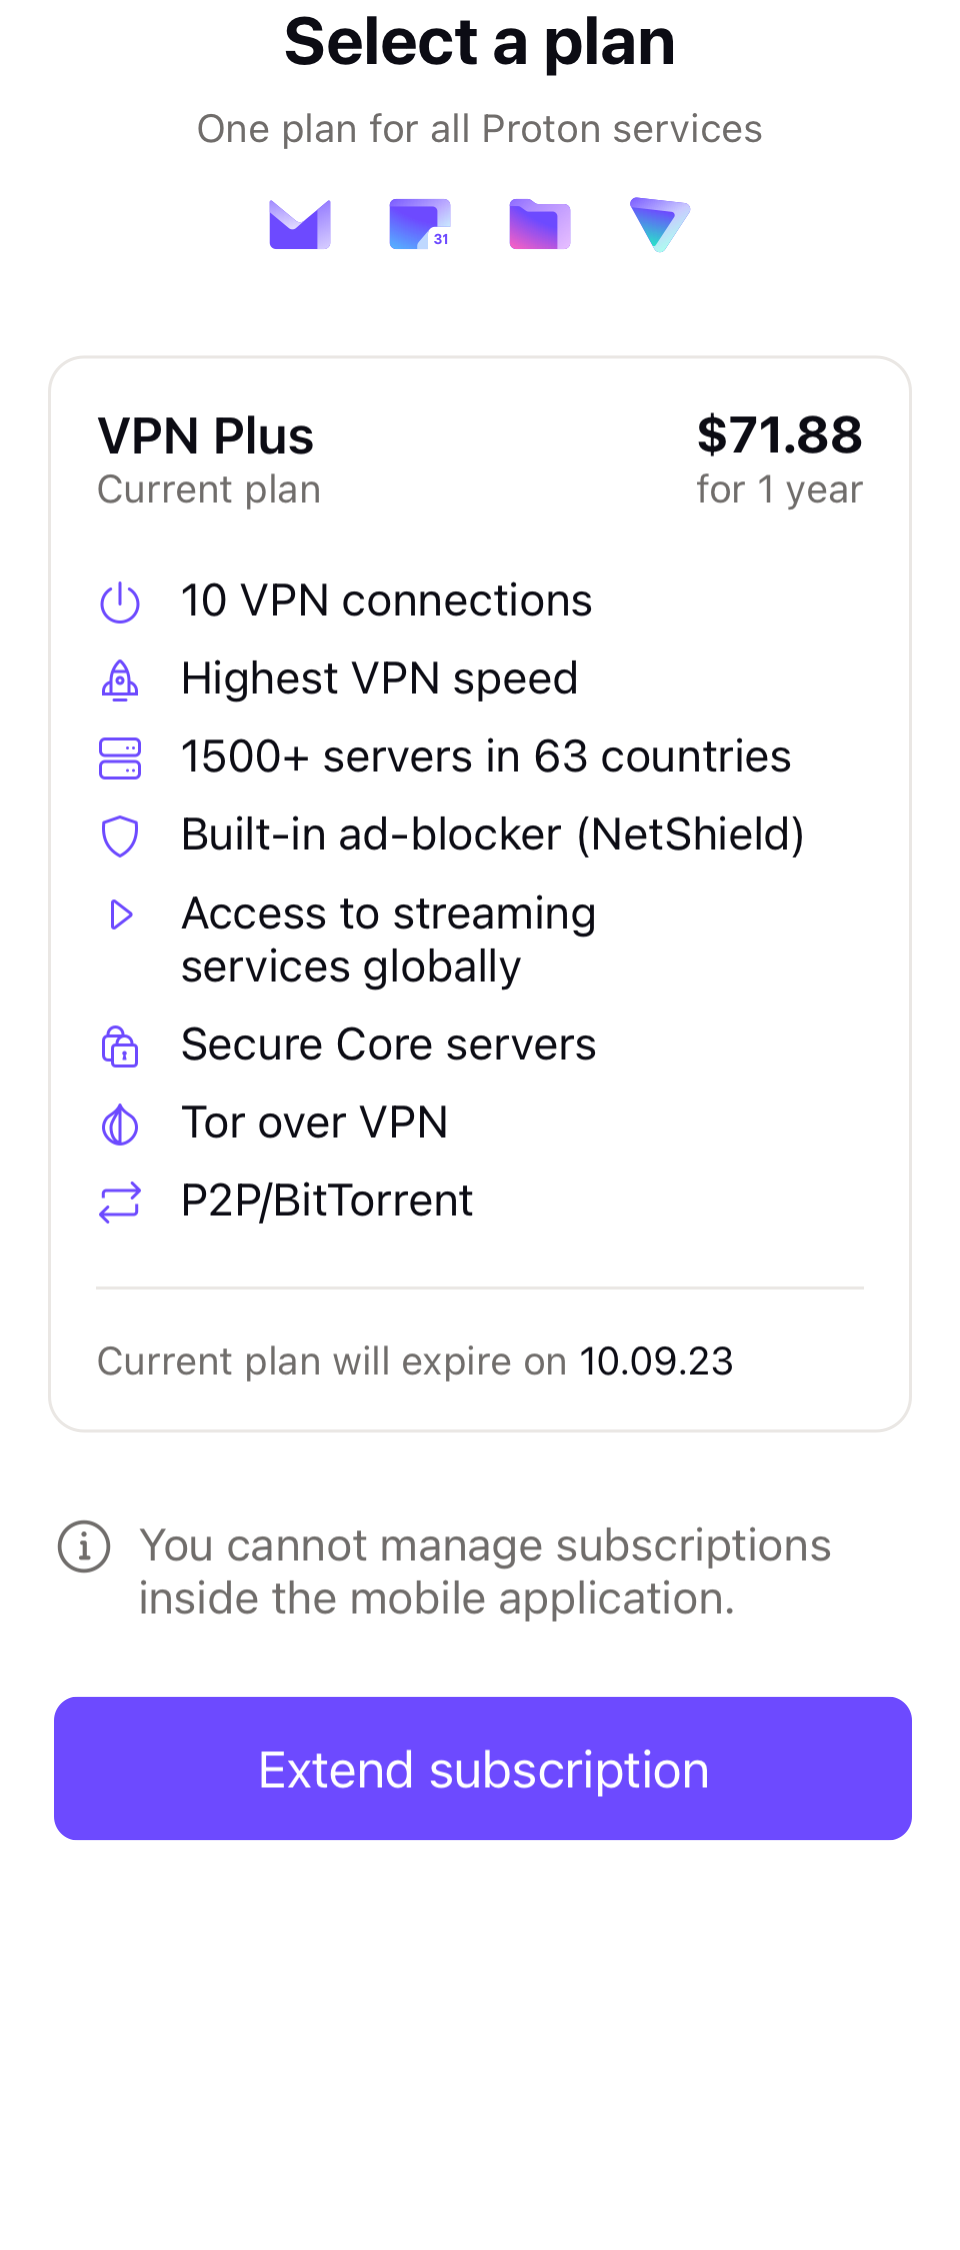 Select a plan
One plan for all Proton services
31
VPN Plus
$71.88
Current plan
for 1 year
10 VPN connections
Highest VPN speed
1500+ servers in 63 countries
Built-in ad-blocker (NetShield)
Access to streaming
services globally
Secure Core servers
Tor over VPN
P2P/BitTorrent
Current plan will expire on 10.09.23
You cannot manage subscriptions
inside the mobile application.
Extend subscription